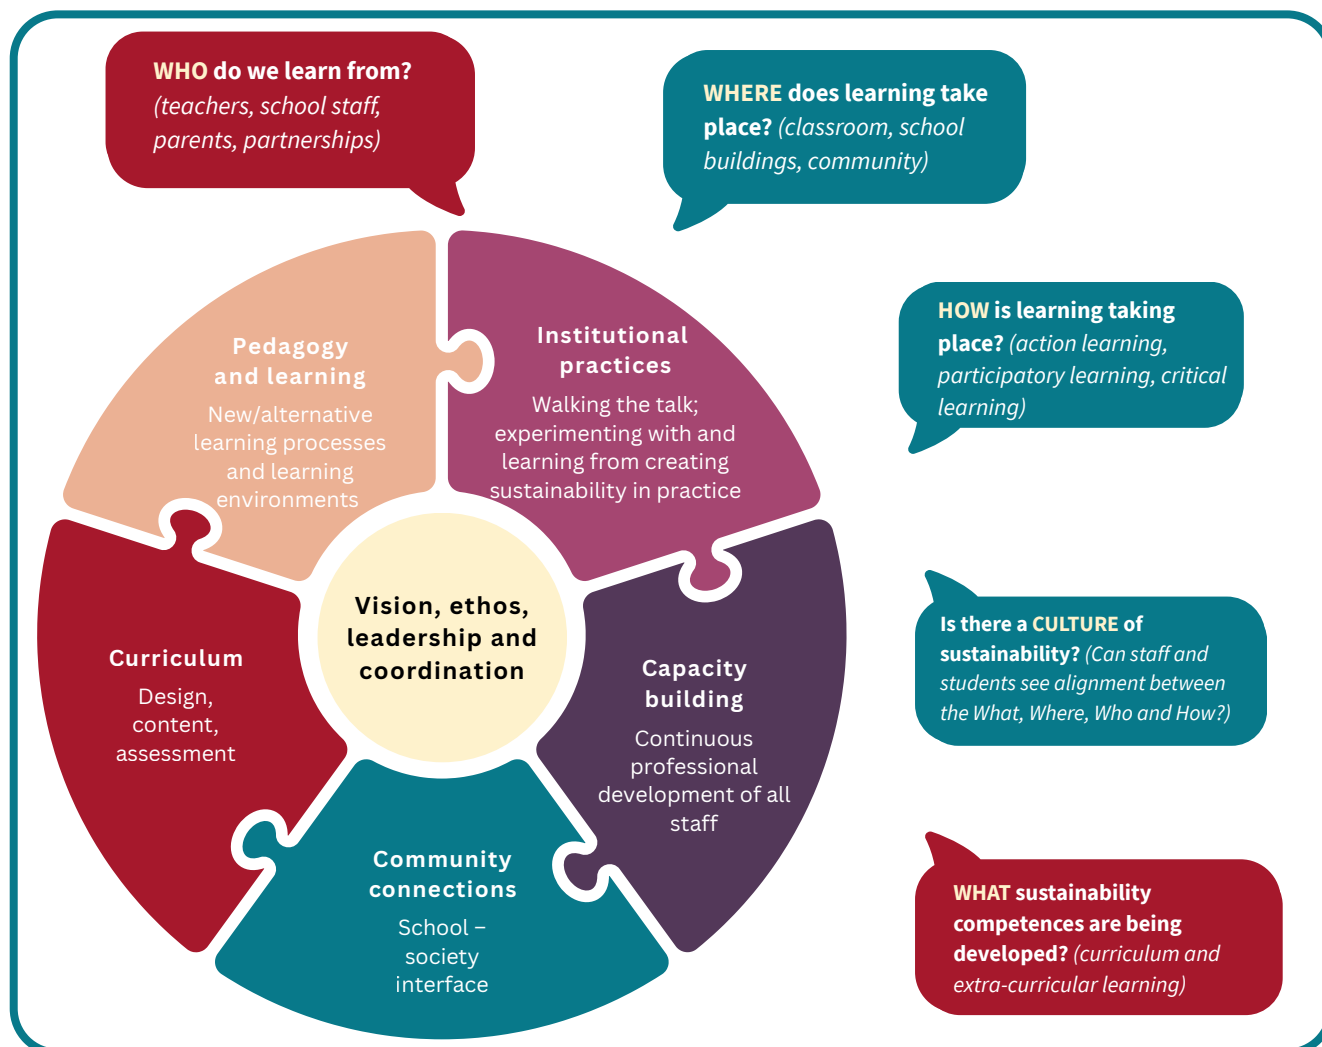 WHO do we learn from?
(teachers, school staff,
parents, partnerships)
WHERE does learning take
place? (classroom, school
buildings, community)
HOW is learning taking
place? (action learning,
participatory learning, critical
learning)
Is there a CULTURE of
sustainability? (Can staff and
students see alignment between
the What, Where, Who and How?)
WHAT sustainability
competences are being
developed? (curriculum and
extra-curricular learning)
Pedagogy
and learning
New/alternative
learning processes
and learning
environments
Institutional
practices
Walking the talk;
experimenting with and
learning from creating
sustainability in practice
Vision, ethos,
leadership and
coordination
Curriculum
Design,
content,
assessment
Capacity
building
Continuous
professional
development of all
staff
Community
connections
School –
society
interface